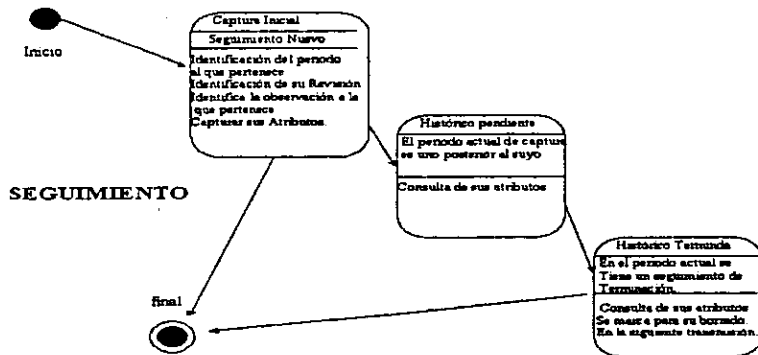 Inicio
Captura Inicial
Seguimiento Nuevo
Identificación del periodo
al que pertenece
Identificación de su Revisión
Identifica la observación a la
que pertenece
Capturar sus Atributos.
Histórico pendiente
El periodo actual de captura
es uno posterior al suyo
Consulta de sus atributos
SEGUIMIENTO
Histórico
En el periodo actual se
Tiene un seguimiento de
Terminación.
Consulta de sus atributos
Se marca para su borrado.
En la siguiente transmisión.
final